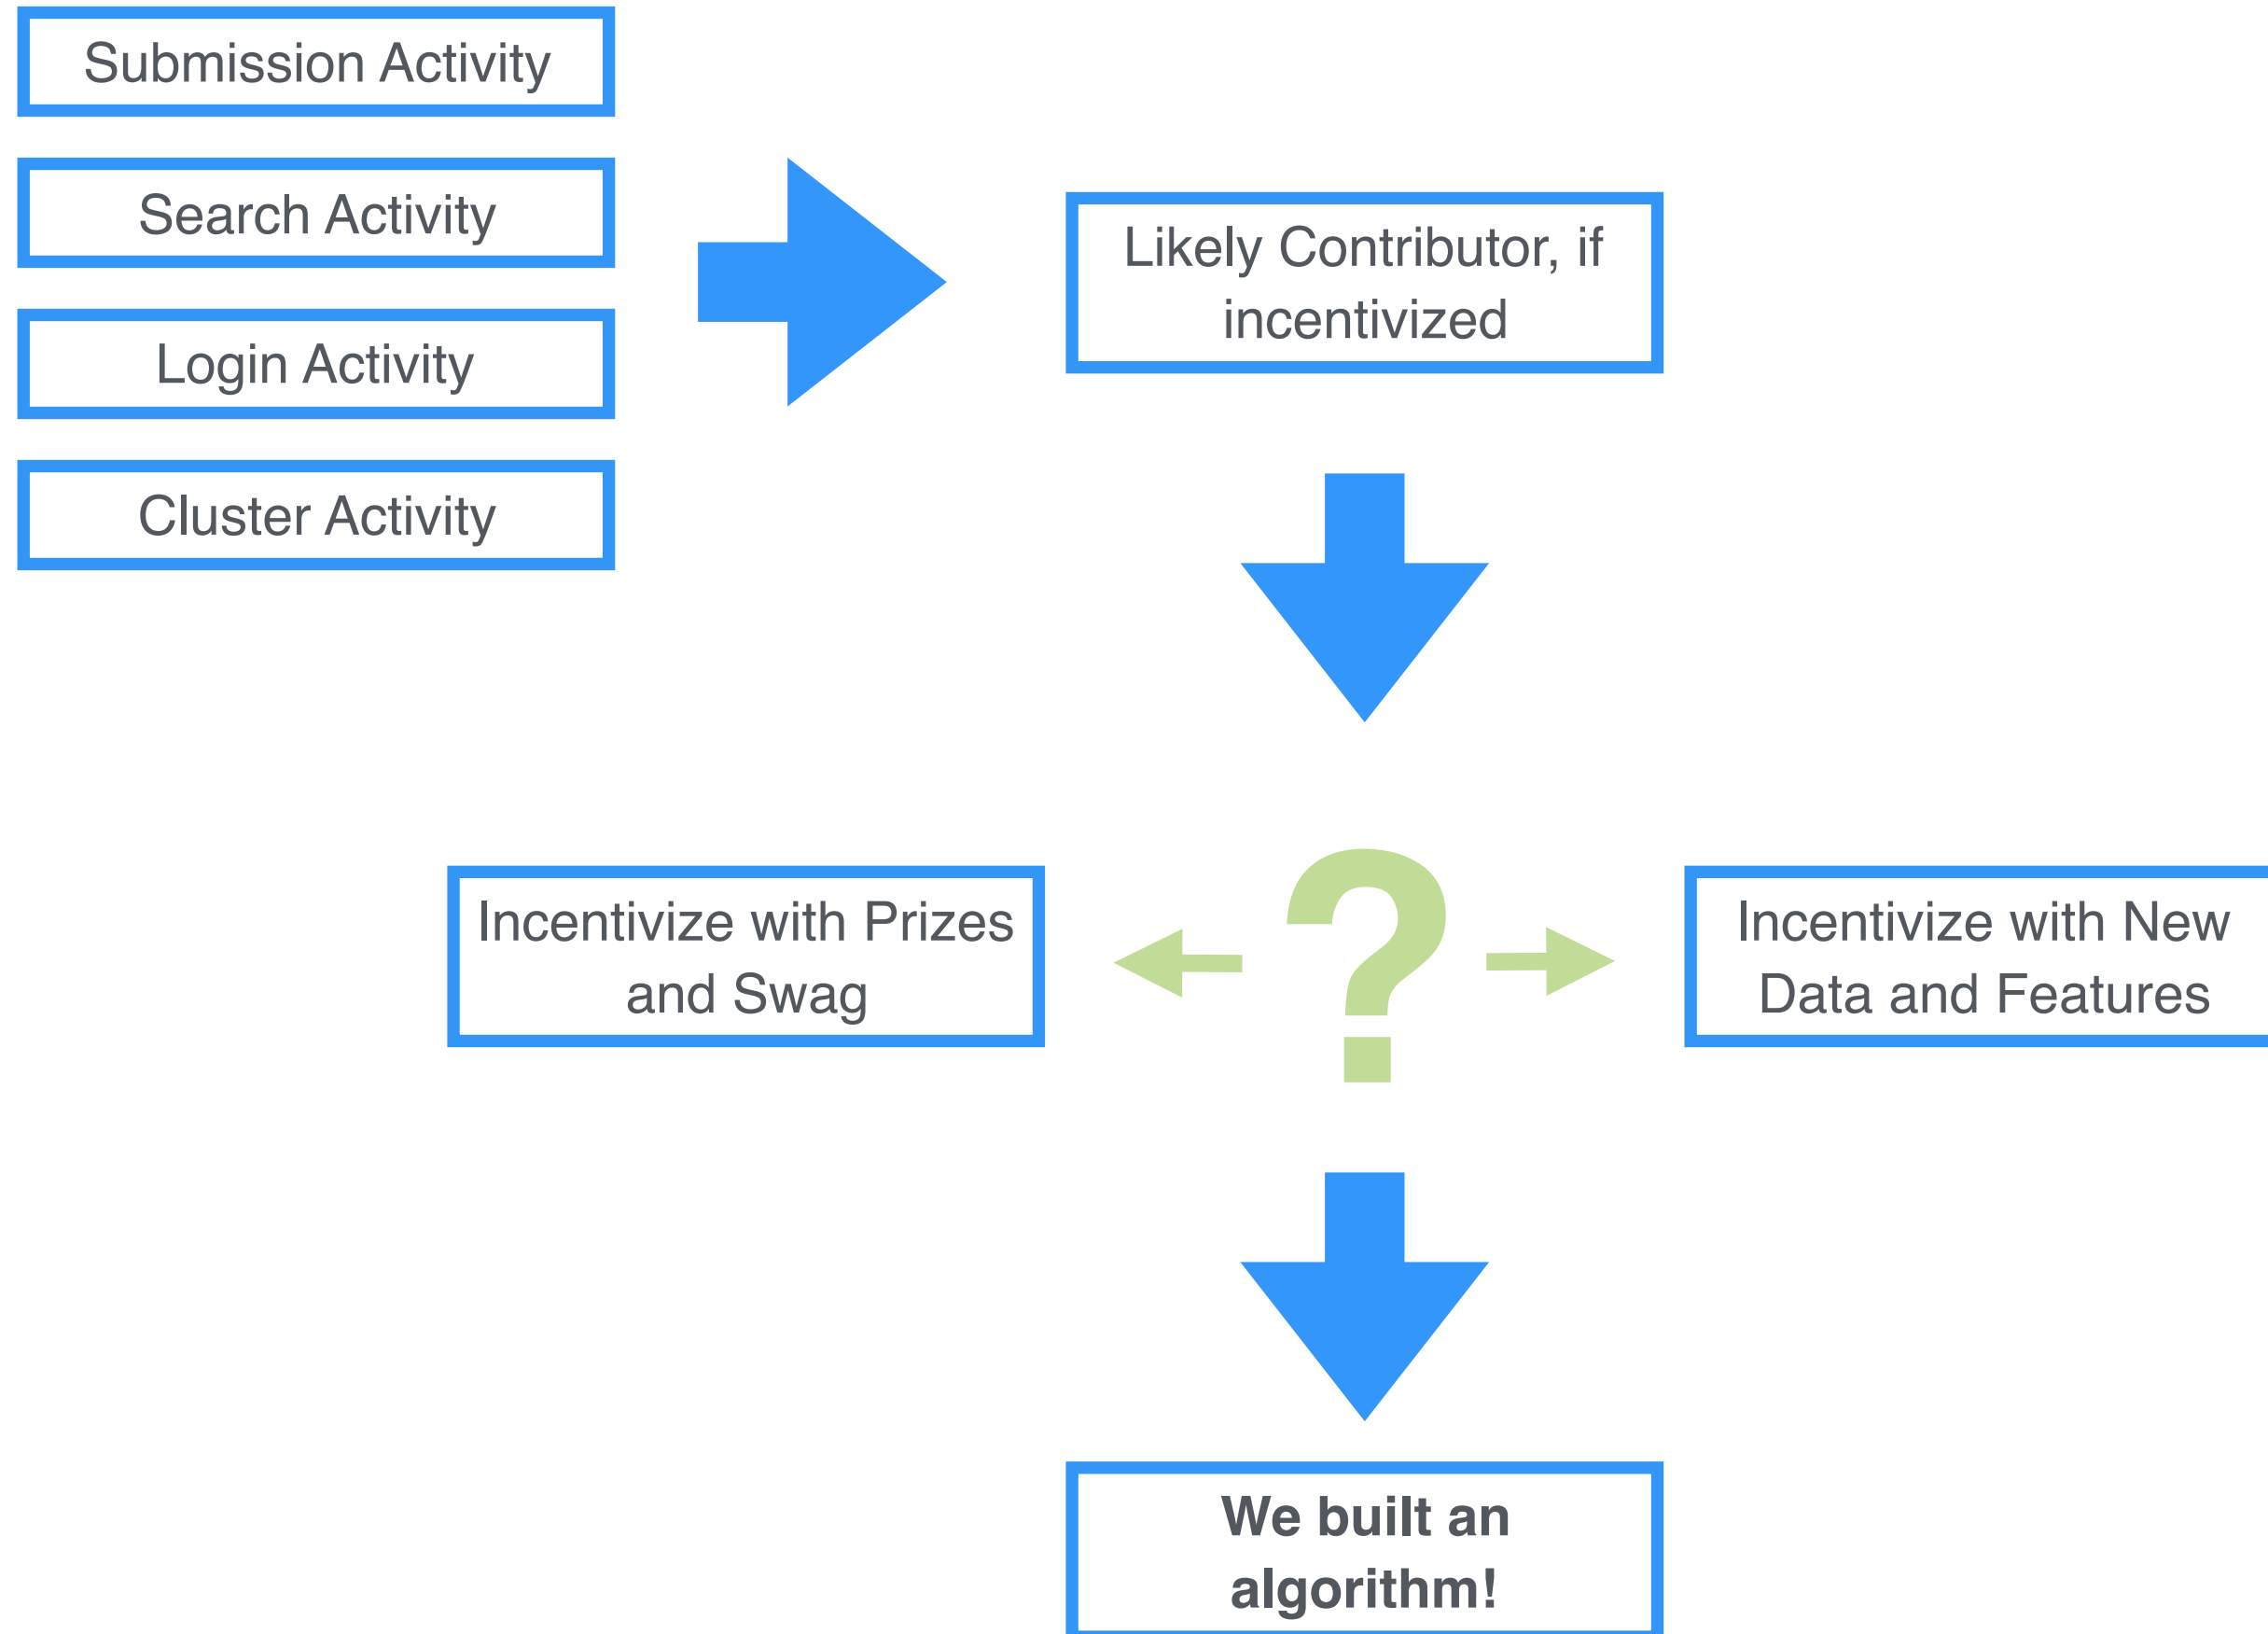 Submission Activity
Search Activity
Login Activity
Cluster Activity
Likely Contributor, if
incentivized
Incentivize with Prizes
and Swag
?
Incentivize with New
Data and Features
We built an
algorithm!